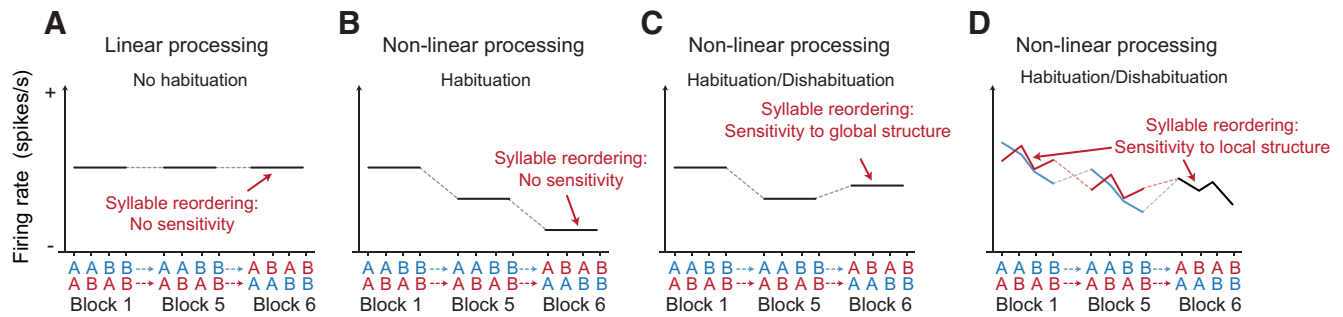 A
Linear processing
No habituation
Firing rate (spikes/s)
+
-
Syllable reordering:
No sensitivity
A A B B A A B B A B A B
A B A B A B A B A A B B
Block 1 Block 5 Block 6
B
Non-linear processing
Habituation
Syllable reordering:
No sensitivity
A A B B A A B B A B A B
A B A B A B A B A A B B
Block 1 Block 5 Block 6
C
Non-linear processing
Habituation/Dishabituation
Syllable reordering:
Sensitivity to global structure
A A B B A A B B A B A B
A B A B A B A B A A B B
Block 1 Block 5 Block 6
D
Non-linear processing
Habituation/Dishabituation
Syllable reordering:
Sensitivity to local structure
A A B B A A B B A B A B
A B A B A B A B A A B B
Block 1 Block 5 Block 6